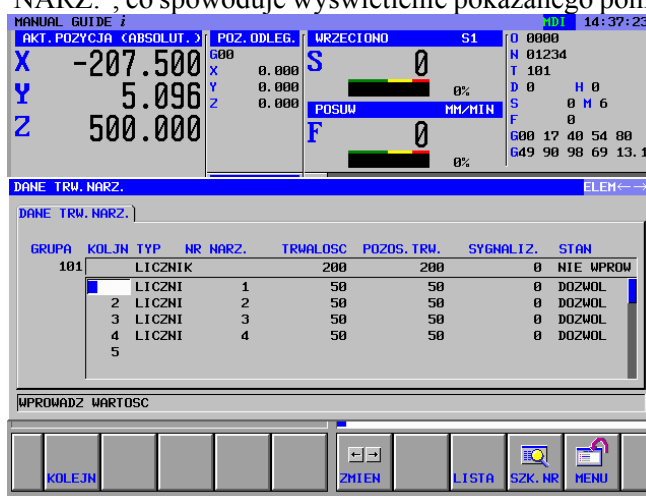 NARZ.", co spowoduje wyświetlenie pokazanego
MANUAL GUIDE i MDI 14:37:23
AKT.POZYCJA (ABSOLUT.) POZ.ODLEG. WRZECIONO S1 O 0000
X -207.500 G00 X 0.000 S 0 0% N 01234
Y 5.096 Y 0.000 T 101
Z 500.000 Z 0.000 D 0 H 0
POSUW MM/MIN S 0 M 6
F 0 0% F 0
G00 17 40 54 80
G49 90 98 69 13.1
DANE TRW.NARZ. ELEM←→
DANE TRW.NARZ.
GRUPA KOLJN TYP NR NARZ. TRWALOSC POZOS.TRW. SYGNALIZ. STAN
101 LICZNIK 200 200 0 NIE WPROW
LICZNI 1 50 50 0 DOZWOL
2 LICZNI 2 50 50 0 DOZWOL
3 LICZNI 3 50 50 0 DOZWOL
4 LICZNI 4 50 50 0 DOZWOL
5
WPROWADZ WARTOSC
KOLEJN ZMIEN LISTA SZK.NR MENU